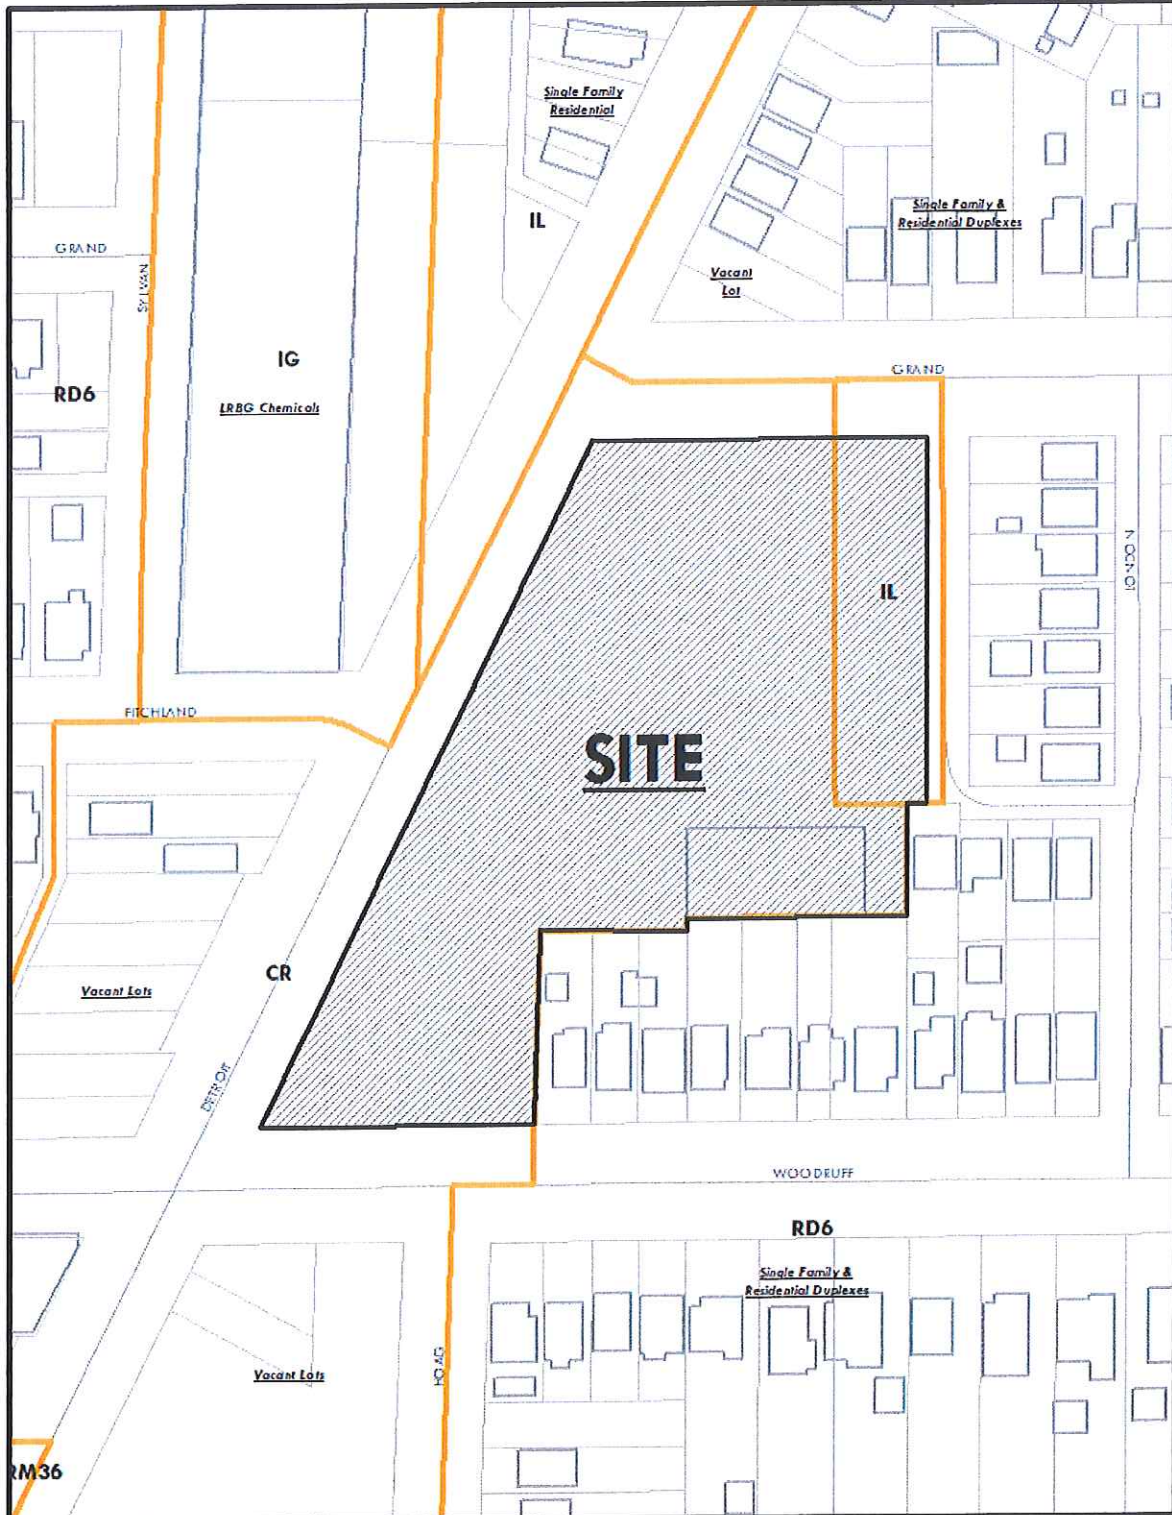 Single Family
Residential
IL
Single Family &
Residential Duplexes
GRAND
SYLVAN
Vacant
Lot
IG
GRAND
RD6
LRBG Chemicals
IL
FITCHLAND
SITE
CR
Vacant Lots
DETROIT
WOODRUFF
RD6
Single Family &
Residential Duplexes
Vacant Lots
HOAG
RM36